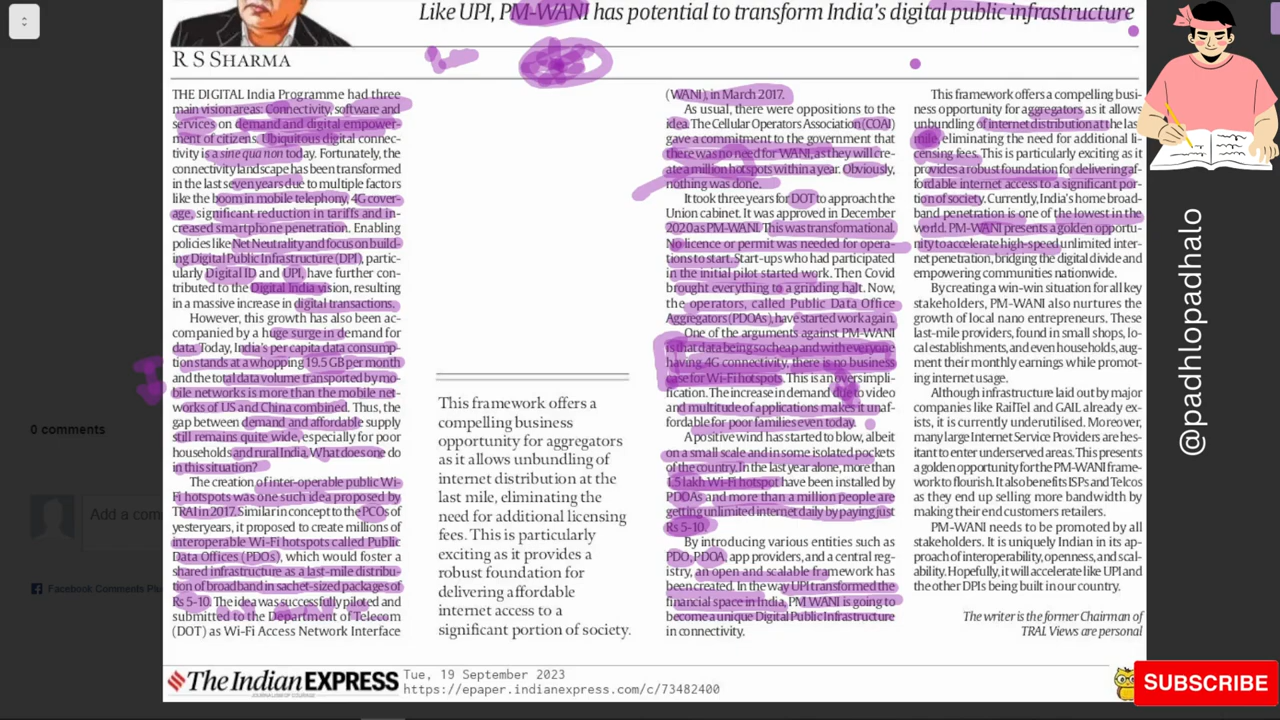 Like UPI, PM-WANI has potential to transform India's digital public infrastructure
R S SHARMA
THE DIGITAL India Programme had three
main vision areas: Connectivity, software and
services on demand and digital empower-
ment of citizens. Ubiquitous digital connec-
tivity is a sine qua non today. Fortunately, the
connectivity landscape has been transformed
in the last seven years due to multiple factors
like the boom in mobile telephony, 4G cover-
age, significant reduction in tariffs and in-
creased smartphone penetration. Enabling
policies like Net Neutrality and focus on build-
ing Digital Public Infrastructure (DPI), partic-
ularly Digital ID and UPI, have further con-
tributed to the Digital India vision, resulting
in a massive increase in digital transactions.
However, this growth has also been ac-
companied by a huge surge in demand for
data. Today, India's per capita data consump-
tion stands at a whopping 19.5 GB per month
and the total data volume transported by mo-
bile networks is more than the mobile net-
works of US and China combined. Thus, the
gap between demand and affordable supply
still remains quite wide, especially for poor
households and rural India. What does one do
in this situation?
The creation of inter-operable public Wi-
Fi hotspots was one such idea proposed by
TRAI in 2017. Similar in concept to the PCOs of
yesteryears, it proposed to create millions of
interoperable Wi-Fi hotspots called Public
Data Offices (PDOs), which would foster a
shared infrastructure as a last-mile distribu-
tion of broadband in sachet-sized packages of
Rs 5-10. The idea was successfully piloted and
submitted to the Department of Telecom
(DOT) as Wi-Fi Access Network Interface
This framework offers a
compelling business
opportunity for aggregators
as it allows unbundling of
internet distribution at the
last mile, eliminating the
need for additional licensing
fees. This is particularly
exciting as it provides a
robust foundation for
delivering affordable
internet access to a
significant portion of society.
(WANI), in March 2017.
As usual, there were oppositions to the
idea. The Cellular Operators Association (COAI)
gave a commitment to the government that
there was no need for WANI, as they will cre-
ate a million hotspots within a year. Obviously,
nothing was done.
It took three years for DOT to approach the
Union cabinet. It was approved in December
2020 as PM-WANI. This was transformational.
No licence or permit was needed for opera-
tions to start. Start-ups who had participated
in the initial pilot started work. Then Covid
brought everything to a grinding halt. Now,
the operators, called Public Data Office
Aggregators (PDOAs), have started work again.
One of the arguments against PM-WANI
is that data being so cheap and with everyone
having 4G connectivity, there is no business
case for Wi-Fi hotspots. This is an oversimpli-
fication. The increase in demand due to video
and multitude of applications makes it unaf-
fordable for poor families even today.
A positive wind has started to blow, albeit
on a small scale and in some isolated pockets
of the country. In the last year alone, more than
1.5 lakh Wi-Fi hotspot have been installed by
PDOAs and more than a million people are
getting unlimited internet daily by paying just
Rs 5-10.
By introducing various entities such as
PDO, PDOA, app providers, and a central reg-
istry, an open and scalable framework has
been created. In the way UPI transformed the
financial space in India, PM WANI is going to
become a unique Digital Public Infrastructure
in connectivity.
This framework offers a compelling busi-
ness opportunity for aggregators as it allows
unbundling of internet distribution at the last
mile, eliminating the need for additional li-
censing fees. This is particularly exciting as it
provides a robust foundation for delivering af-
fordable internet access to a significant por-
tion of society. Currently, India's home broad-
band penetration is one of the lowest in the
world. PM-WANI presents a golden opportu-
nity to accelerate high-speed unlimited inter-
net penetration, bridging the digital divide and
empowering communities nationwide.
By creating a win-win situation for all key
stakeholders, PM-WANI also nurtures the
growth of local nano entrepreneurs. These
last-mile providers, found in small shops, lo-
cal establishments, and even households, aug-
ment their monthly earnings while promot-
ing internet usage.
Although infrastructure laid out by major
companies like RailTel and GAIL already ex-
ists, it is currently underutilised. Moreover,
many large Internet Service Providers are hes-
itant to enter underserved areas. This presents
a golden opportunity for the PM-WANI frame-
work to flourish. It also benefits ISPs and Telcos
as they end up selling more bandwidth by
making their end customers retailers.
PM-WANI needs to be promoted by all
stakeholders. It is uniquely Indian in its ap-
proach of interoperability, openness, and scal-
ability. Hopefully, it will accelerate like UPI and
the other DPIs being built in our country.
The writer is the former Chairman of
TRAI. Views are personal
0 comments
Add a com
Facebook Comments Plu
@padhlopadhalo
The Indian EXPRESS
JOURNALISM OF COURAGE
Tue, 19 September 2023
https://epaper.indianexpress.com/c/73482400
SUBSCRIBE